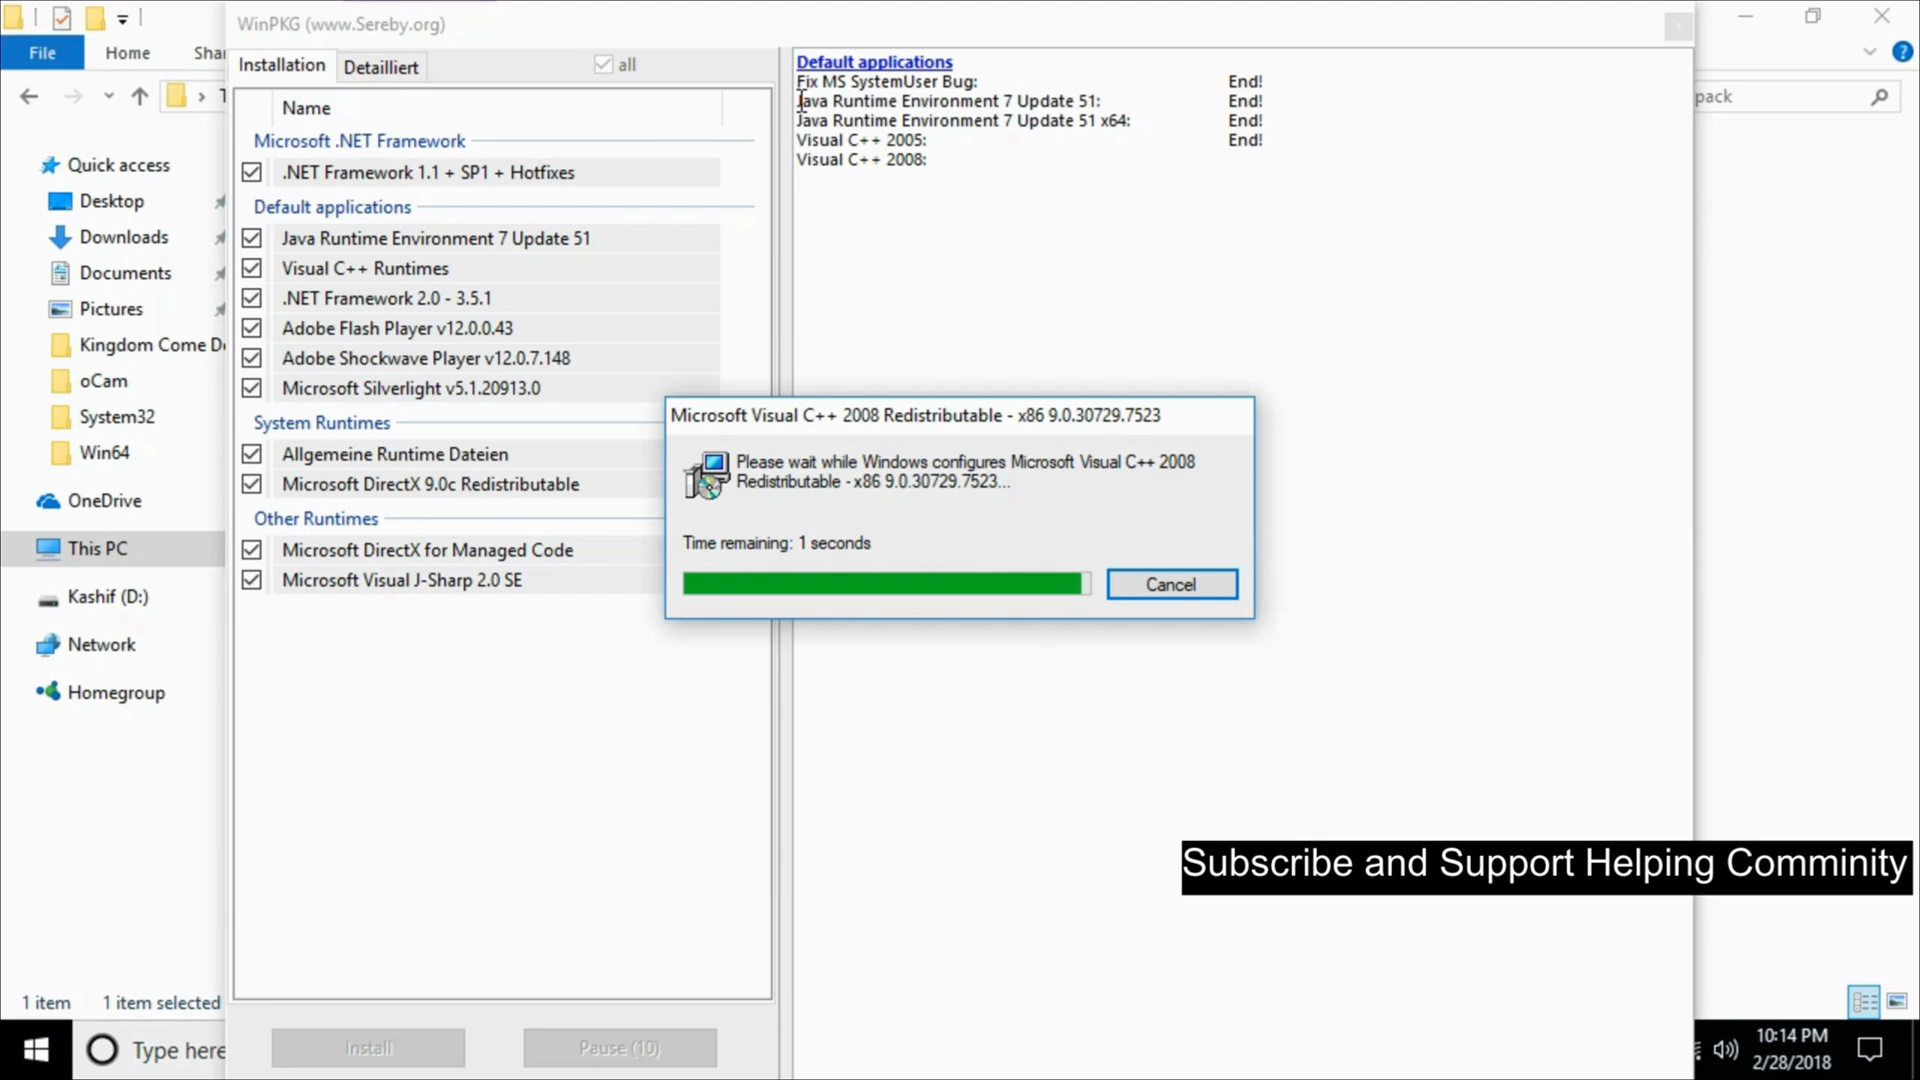 WinPKG (www.Sereby.org)
File
Home
Sha
Installation
Detailliert
all
Name
Microsoft .NET Framework
.NET Framework 1.1 + SP1 + Hotfixes
Default applications
Java Runtime Environment 7 Update 51
Visual C++ Runtimes
.NET Framework 2.0 - 3.5.1
Adobe Flash Player v12.0.0.43
Adobe Shockwave Player v12.0.7.148
Microsoft Silverlight v5.1.20913.0
System Runtimes
Allgemeine Runtime Dateien
Microsoft DirectX 9.0c Redistributable
Other Runtimes
Microsoft DirectX for Managed Code
Microsoft Visual J-Sharp 2.0 SE
Install
Pause (10)
Default applications
Fix MS SystemUser Bug: End!
Java Runtime Environment 7 Update 51: End!
Java Runtime Environment 7 Update 51 x64: End!
Visual C++ 2005: End!
Visual C++ 2008:
Microsoft Visual C++ 2008 Redistributable - x86 9.0.30729.7523
Please wait while Windows configures Microsoft Visual C++ 2008
Redistributable - x86 9.0.30729.7523...
Time remaining: 1 seconds
Cancel
pack
Quick access
Desktop
Downloads
Documents
Pictures
Kingdom Come De
oCam
System32
Win64
OneDrive
This PC
Kashif (D:)
Network
Homegroup
1 item 1 item selected
Subscribe and Support Helping Comminity
Type here
10:14 PM
2/28/2018